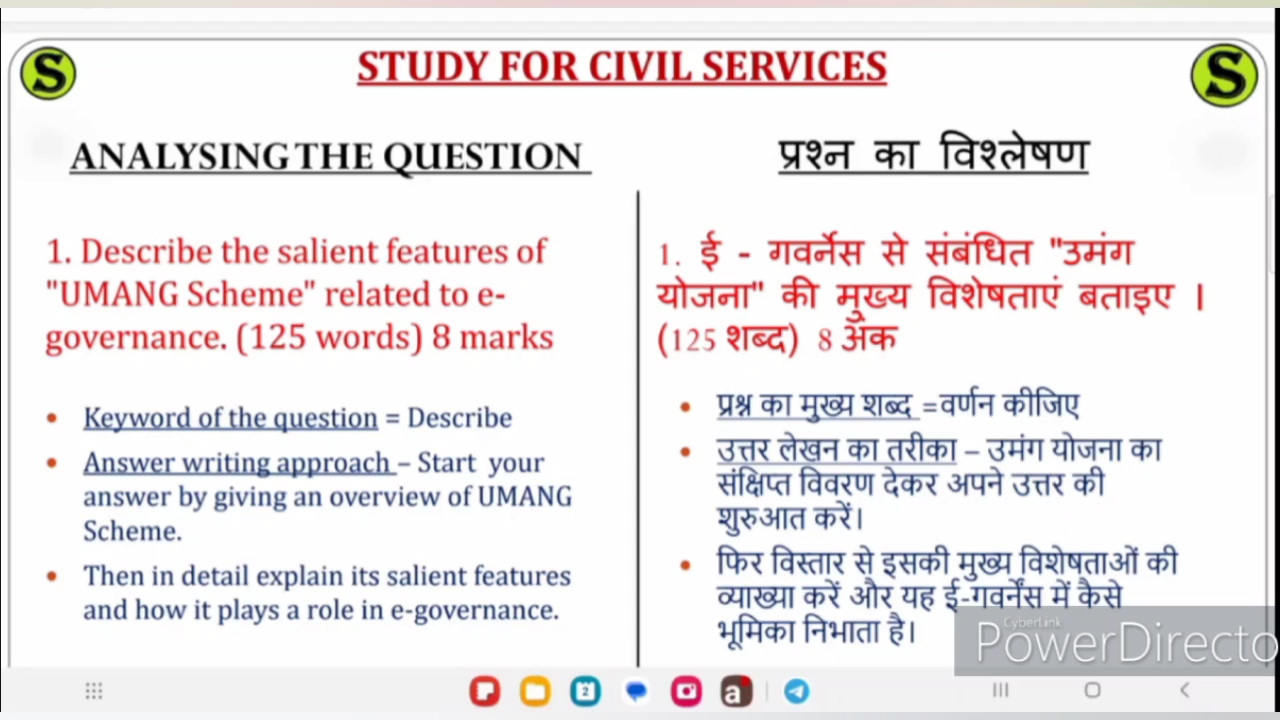 S
STUDY FOR CIVIL SERVICES
S
ANALYSING THE QUESTION
1. Describe the salient features of
"UMANG Scheme" related to e-
governance. (125 words) 8 marks
• Keyword of the question = Describe
• Answer writing approach – Start your
answer by giving an overview of UMANG
Scheme.
• Then in detail explain its salient features
and how it plays a role in e-governance.
प्रश्न का विश्लेषण
1. ई - गवर्नेंस से संबंधित "उमंग
योजना" की मुख्य विशेषताएं बताइए ।
(125 शब्द) 8 अंक
• प्रश्न का मुख्य शब्द =वर्णन कीजिए
• उत्तर लेखन का तरीका – उमंग योजना का
संक्षिप्त विवरण देकर अपने उत्तर की
शुरुआत करें।
• फिर विस्तार से इसकी मुख्य विशेषताओं की
व्याख्या करें और यह ई-गवर्नेंस में कैसे
भूमिका निभाता है।
CyberLink
PowerDirecto
2
a